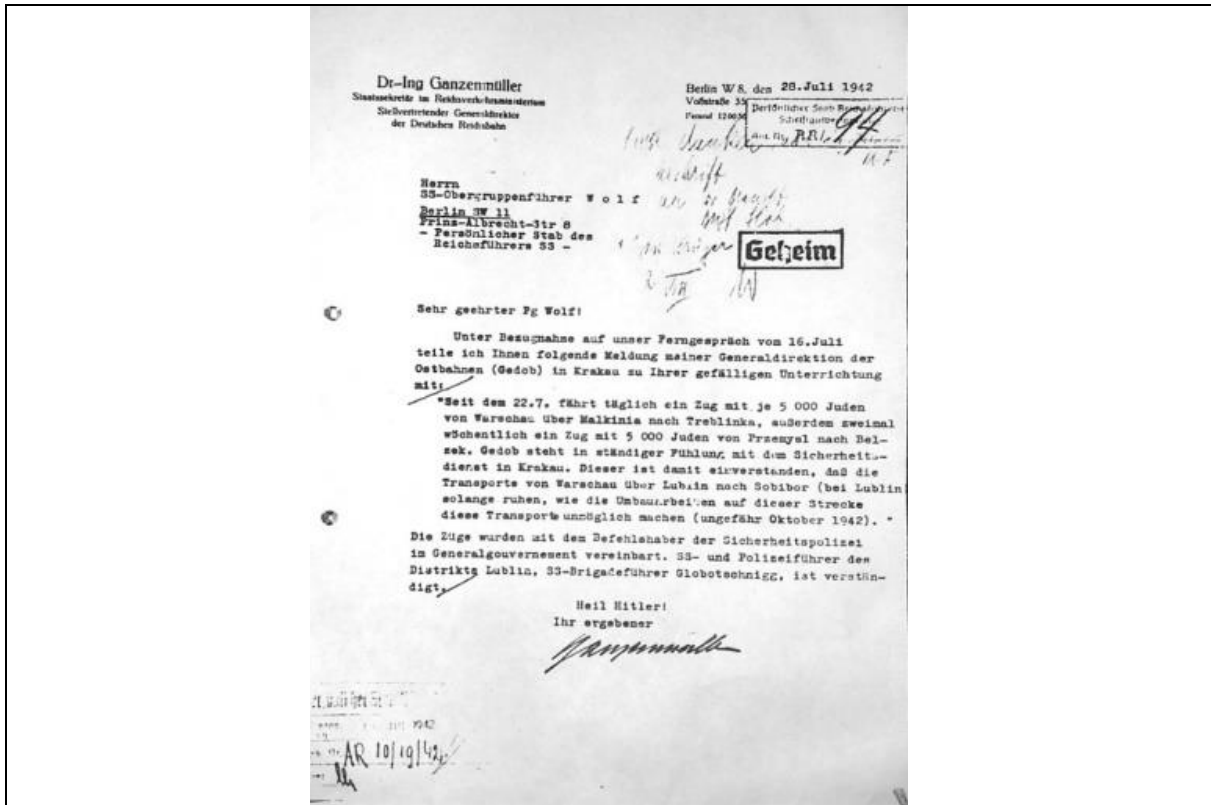 Dr-Ing Ganzenmüller
Staatssekretär im Reichsverkehrsministerium
Stellvertretender Generaldirektor
der Deutschen Reichsbahn
Berlin W 8, den 28.Juli 1942
Voßstraße 35
Geheim
Herrn
SS-Obergruppenführer W o l f
Berlin SW 11
Prinz-Albrecht-Str 8
- Persönlicher Stab des
Reichsführers SS -
Sehr geehrter Pg Wolf!
Unter Bezugnahme auf unser Ferngespräch vom 16.Juli
teile ich Ihnen folgende Meldung meiner Generaldirektion der
Ostbahnen (Gedob) in Krakau zu Ihrer gefälligen Unterrichtung
mit:
"Seit dem 22.7. fährt täglich ein Zug mit je 5 000 Juden
von Warschau über Malkinia nach Treblinka, außerdem zweimal
wöchentlich ein Zug mit 5 000 Juden von Przemysl nach Bel-
zek. Gedob steht in ständiger Fühlung mit dem Sicherheits-
dienst in Krakau. Dieser ist damit einverstanden, daß die
Transporte von Warschau über Lublin nach Sobibor (bei Lublin)
solange ruhen, wie die Umbauarbeiten auf dieser Strecke
diese Transporte unmöglich machen (ungefähr Oktober 1942). "
Die Züge wurden mit dem Befehlshaber der Sicherheitspolizei
im Generalgouvernement vereinbart. SS- und Polizeiführer des
Distrikts Lublin, SS-Brigadeführer Globotschnigg, ist verstän-
digt.
Heil Hitler!
Ihr ergebener
Ganzenmüller
1942
AR 10/19/42